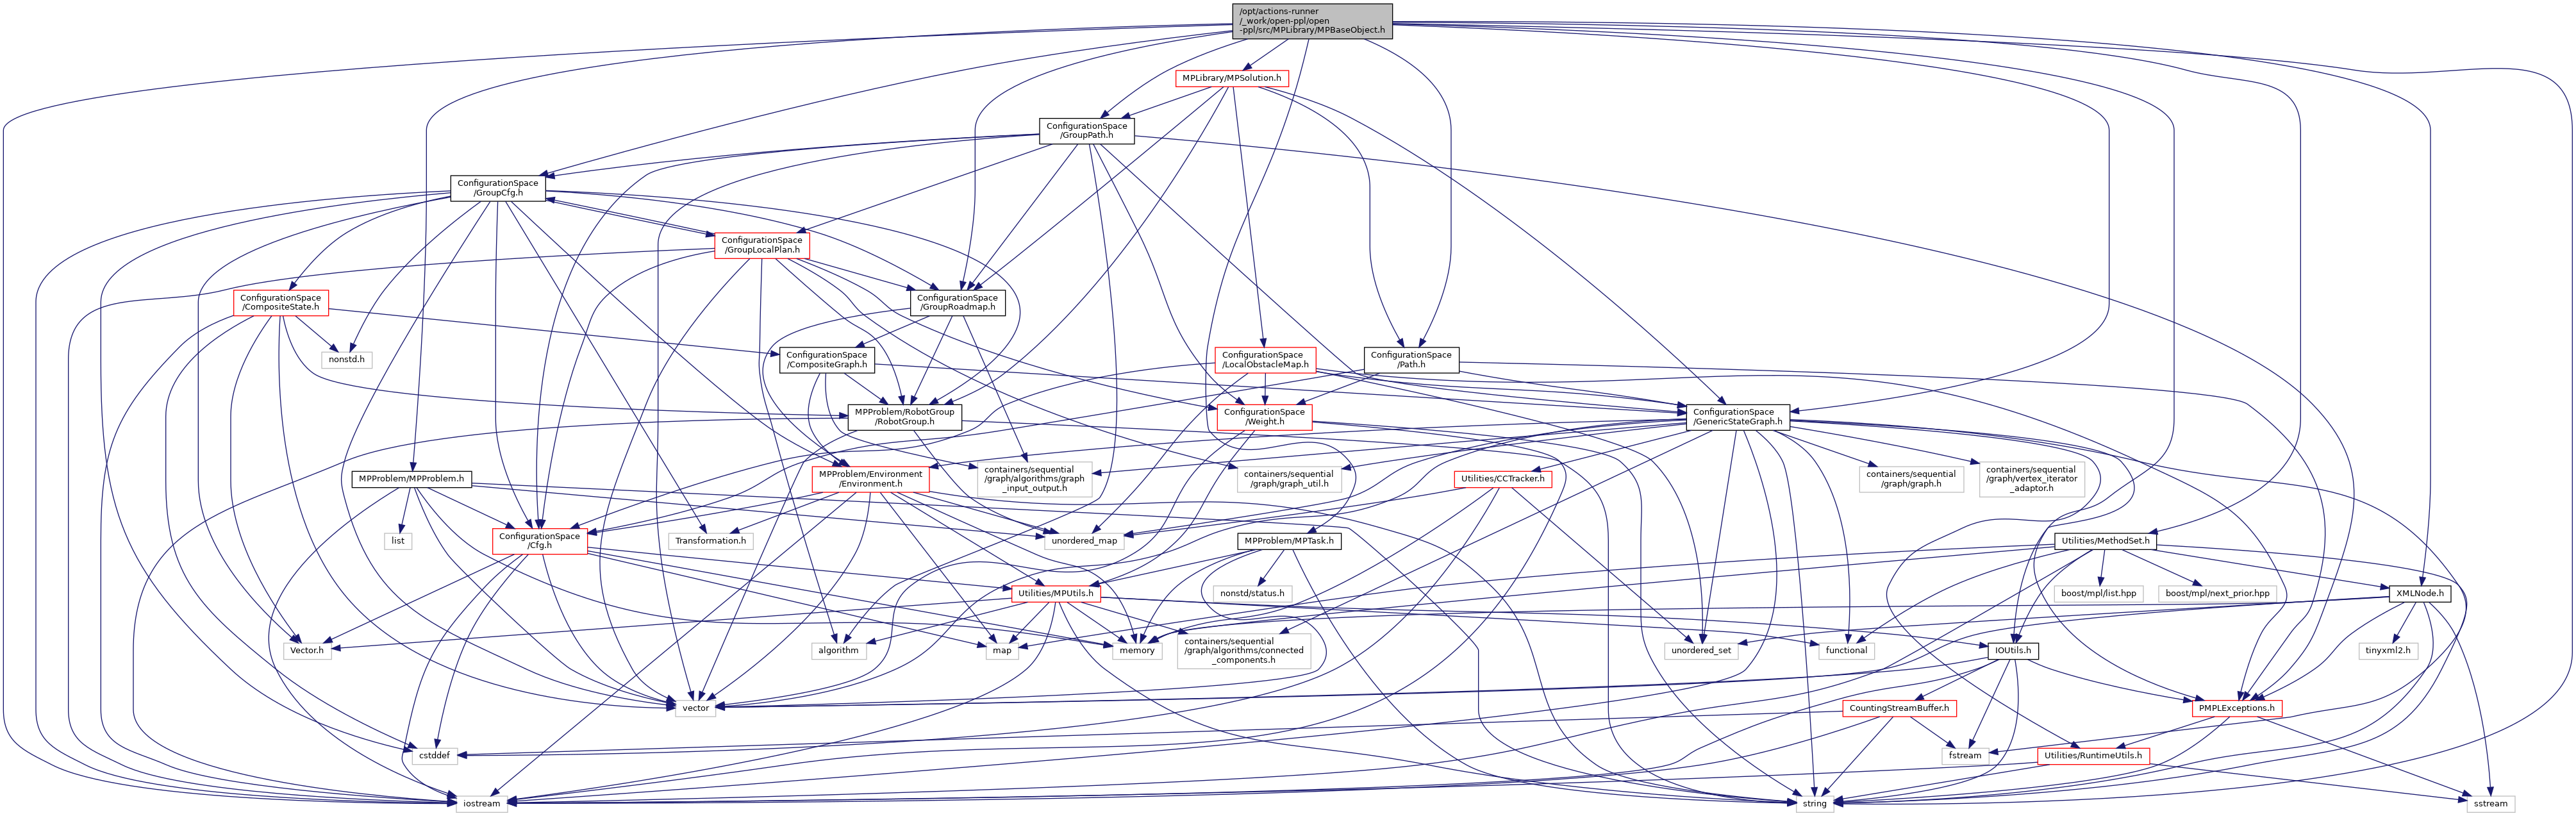 /opt/actions-runner
/_work/open-ppl/open
-ppl/src/MPLibrary/MPBaseObject.h
MPLibrary/MPSolution.h
ConfigurationSpace
/GroupPath.h
ConfigurationSpace
/GroupCfg.h
ConfigurationSpace
/GroupLocalPlan.h
ConfigurationSpace
/CompositeState.h
ConfigurationSpace
/GroupRoadmap.h
nonstd.h
ConfigurationSpace
/CompositeGraph.h
ConfigurationSpace
/LocalObstacleMap.h
ConfigurationSpace
/Path.h
MPProblem/RobotGroup
/RobotGroup.h
ConfigurationSpace
/Weight.h
ConfigurationSpace
/GenericStateGraph.h
MPProblem/MPProblem.h
MPProblem/Environment
/Environment.h
containers/sequential
/graph/algorithms/graph
_input_output.h
containers/sequential
/graph/graph_util.h
Utilities/CCTracker.h
containers/sequential
/graph/graph.h
containers/sequential
/graph/vertex_iterator
_adaptor.h
list
ConfigurationSpace
/Cfg.h
Transformation.h
unordered_map
MPProblem/MPTask.h
Utilities/MethodSet.h
Utilities/MPUtils.h
nonstd/status.h
boost/mpl/list.hpp
boost/mpl/next_prior.hpp
XMLNode.h
Vector.h
algorithm
map
memory
containers/sequential
/graph/algorithms/connected
_components.h
unordered_set
functional
IOUtils.h
tinyxml2.h
vector
CountingStreamBuffer.h
PMPLExceptions.h
cstddef
fstream
Utilities/RuntimeUtils.h
iostream
string
sstream